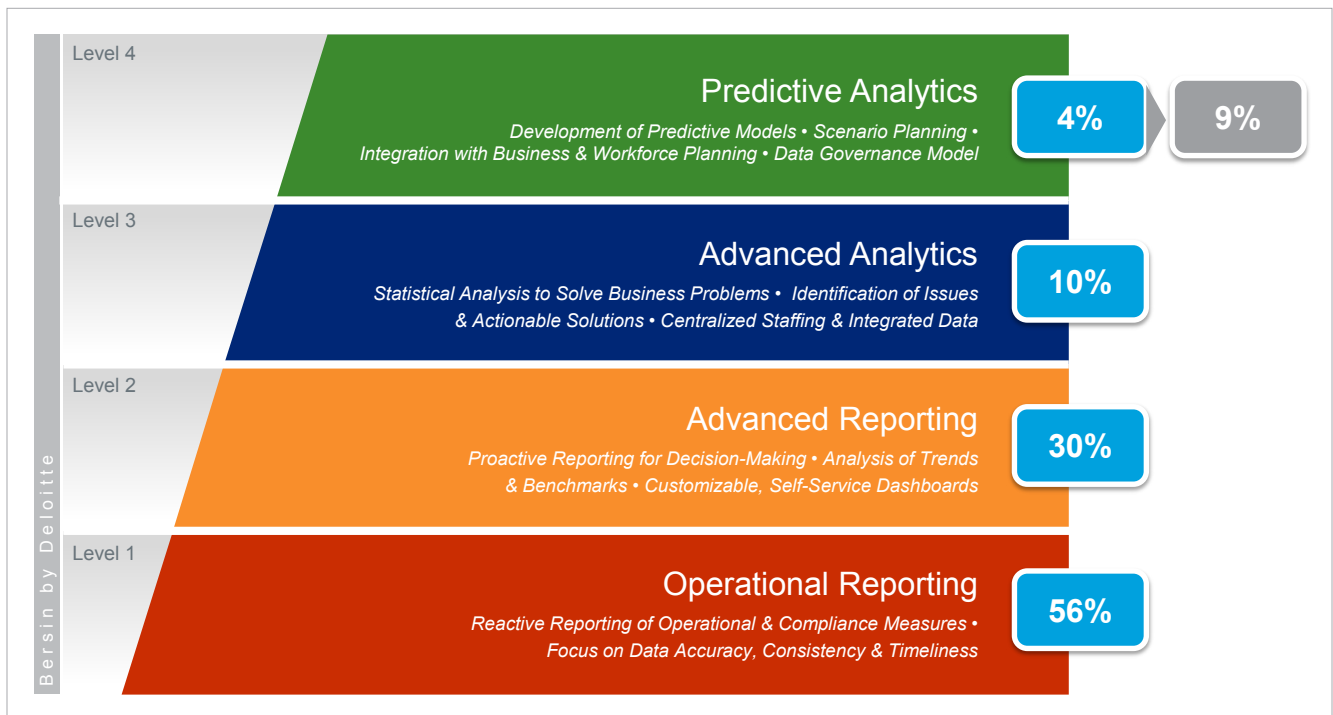 Level 4
Predictive Analytics
Development of Predictive Models • Scenario Planning •
Integration with Business & Workforce Planning • Data Governance Model
4%
9%
Level 3
Advanced Analytics
Statistical Analysis to Solve Business Problems • Identification of Issues
& Actionable Solutions • Centralized Staffing & Integrated Data
10%
Level 2
Advanced Reporting
Proactive Reporting for Decision-Making • Analysis of Trends
& Benchmarks • Customizable, Self-Service Dashboards
30%
Level 1
Operational Reporting
Reactive Reporting of Operational & Compliance Measures •
Focus on Data Accuracy, Consistency & Timeliness
56%
Bersin by Deloitte